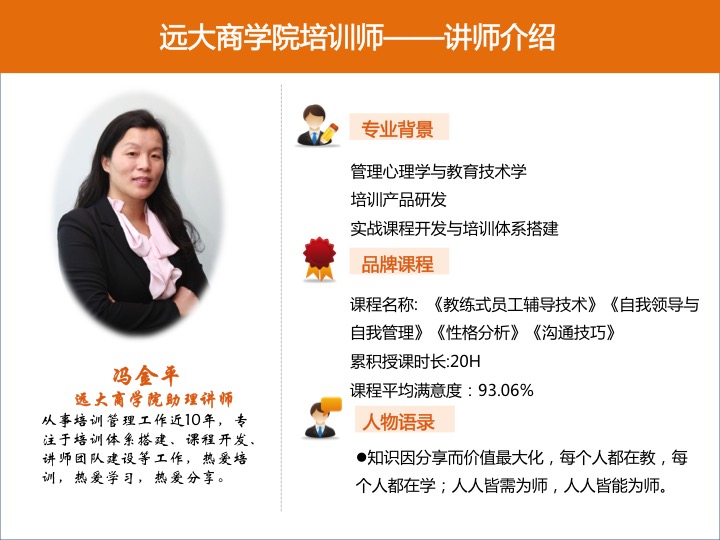 远大商学院培训师——讲师介绍
冯金平
远大商学院助理讲师
从事培训管理工作近10年，专
注于培训体系搭建、课程开发、
讲师团队建设等工作，热爱培
训，热爱学习，热爱分享。
专业背景
管理心理学与教育技术学
培训产品研发
实战课程开发与培训体系搭建
品牌课程
课程名称: 《教练式员工辅导技术》《自我领导与
自我管理》《性格分析》《沟通技巧》
累积授课时长:20H
课程平均满意度：93.06%
人物语录
●知识因分享而价值最大化，每个人都在教，每
个人都在学；人人皆需为师，人人皆能为师。